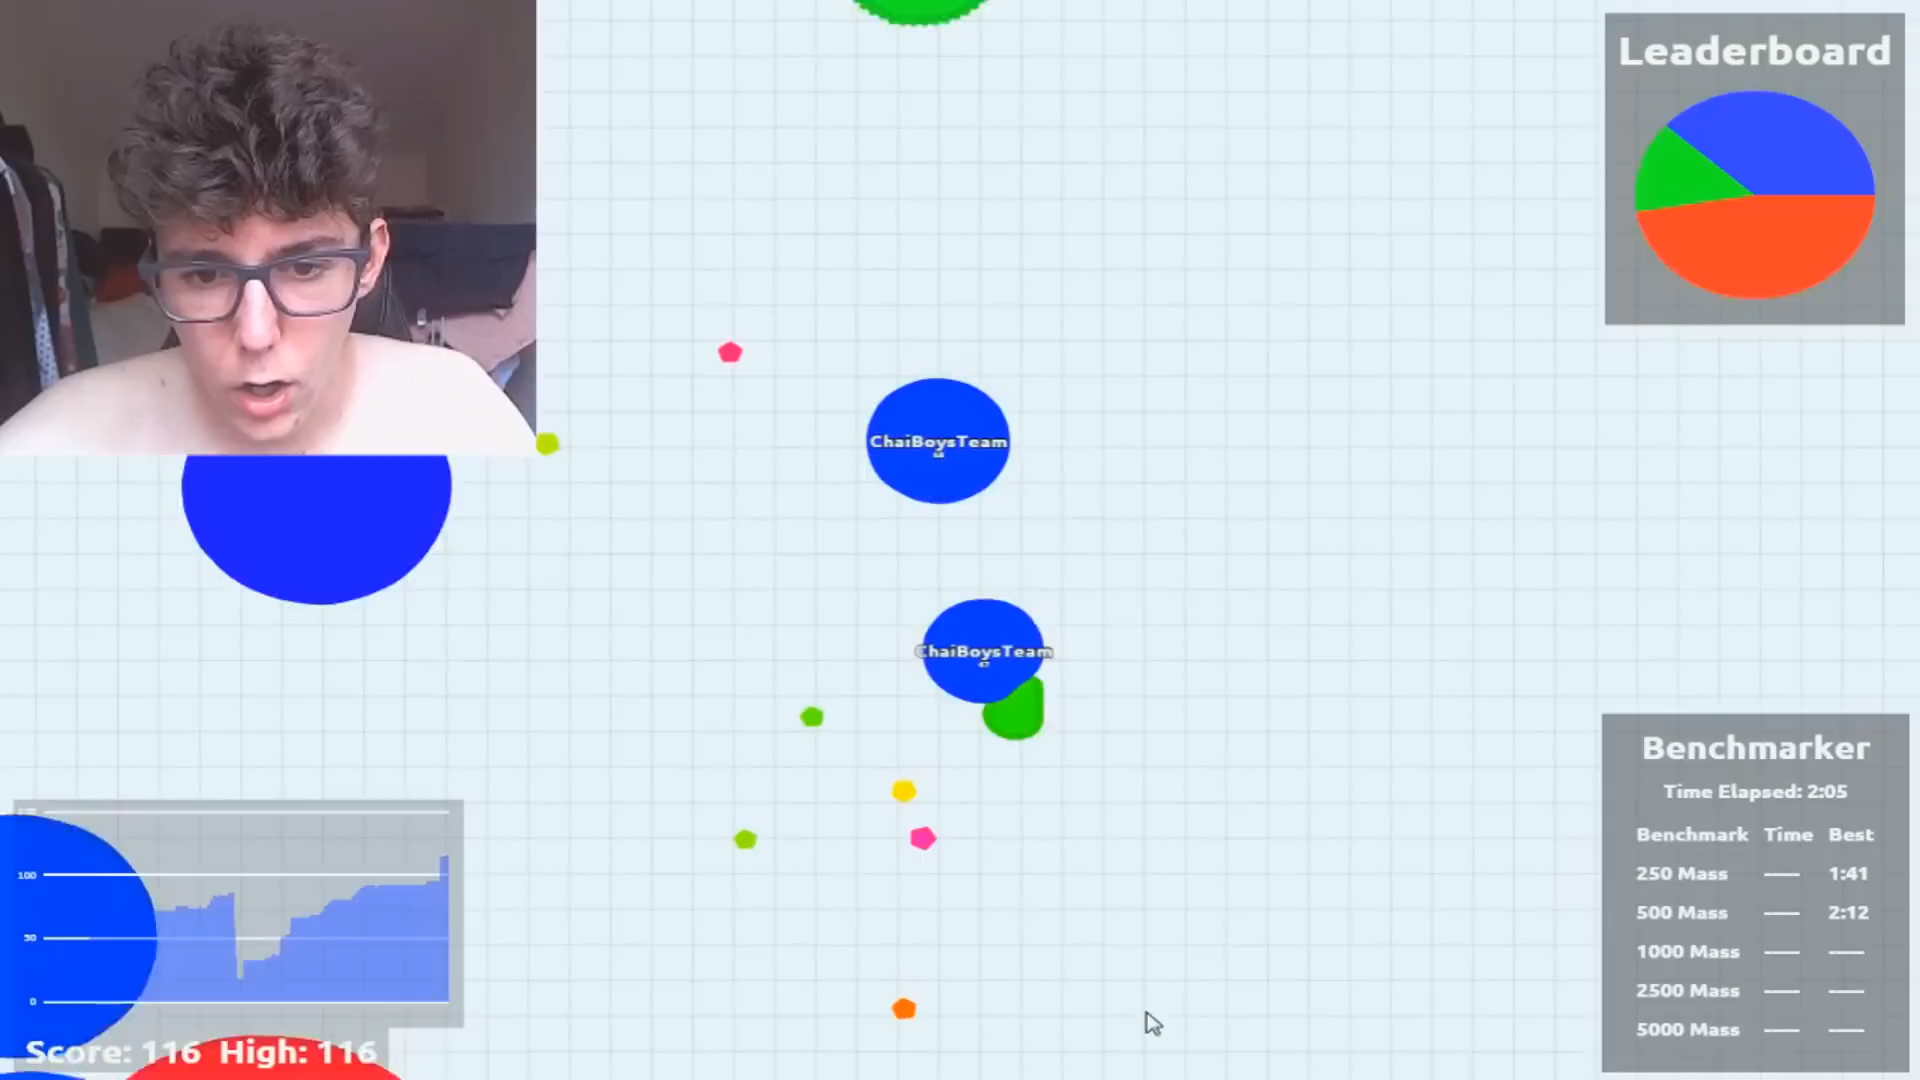 Leaderboard
ChaiBoysTeam
ChaiBoysTeam
47
100
50
0
Score: 116 High: 116
Benchmarker
Time Elapsed: 2:05
Benchmark Time Best
250 Mass —— 1:41
500 Mass —— 2:12
1000 Mass —— ——
2500 Mass —— ——
5000 Mass —— ——